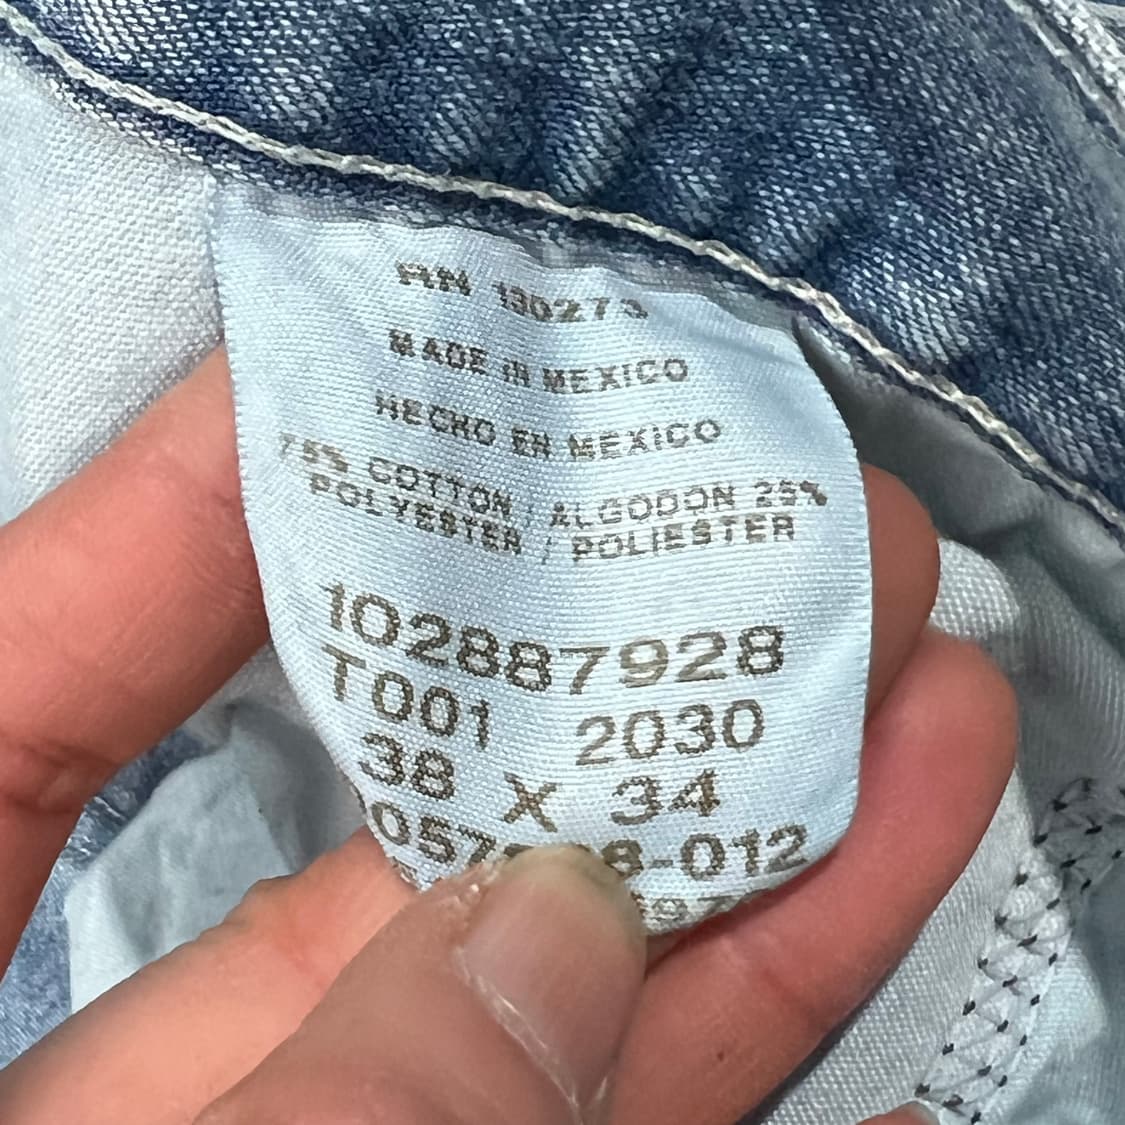 RN 130273
MADE IN MEXICO
HECHO EN MEXICO
75% COTTON / ALGODON 25%
POLYESTER / POLIESTER
102887928
T001 2030
38 X 34